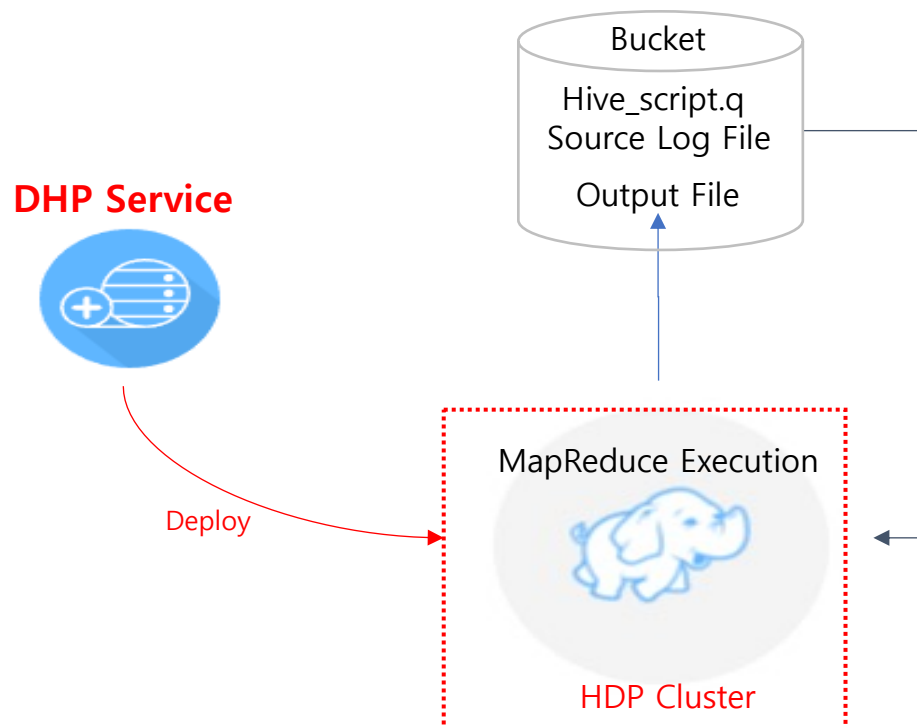 Bucket
Hive_script.q
Source Log File
Output File
DHP Service
Deploy
MapReduce Execution
HDP Cluster